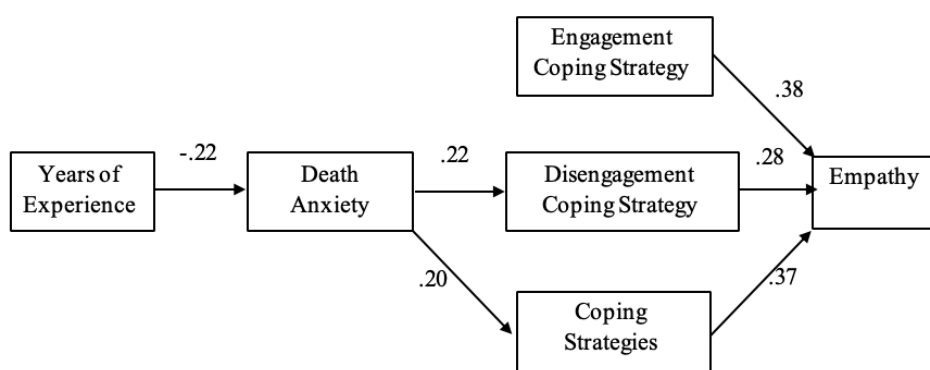 Engagement
Coping Strategy
.38
-.22
.22
.28
Years of
Experience
Death
Anxiety
Disengagement
Coping Strategy
Empathy
.20
.37
Coping
Strategies